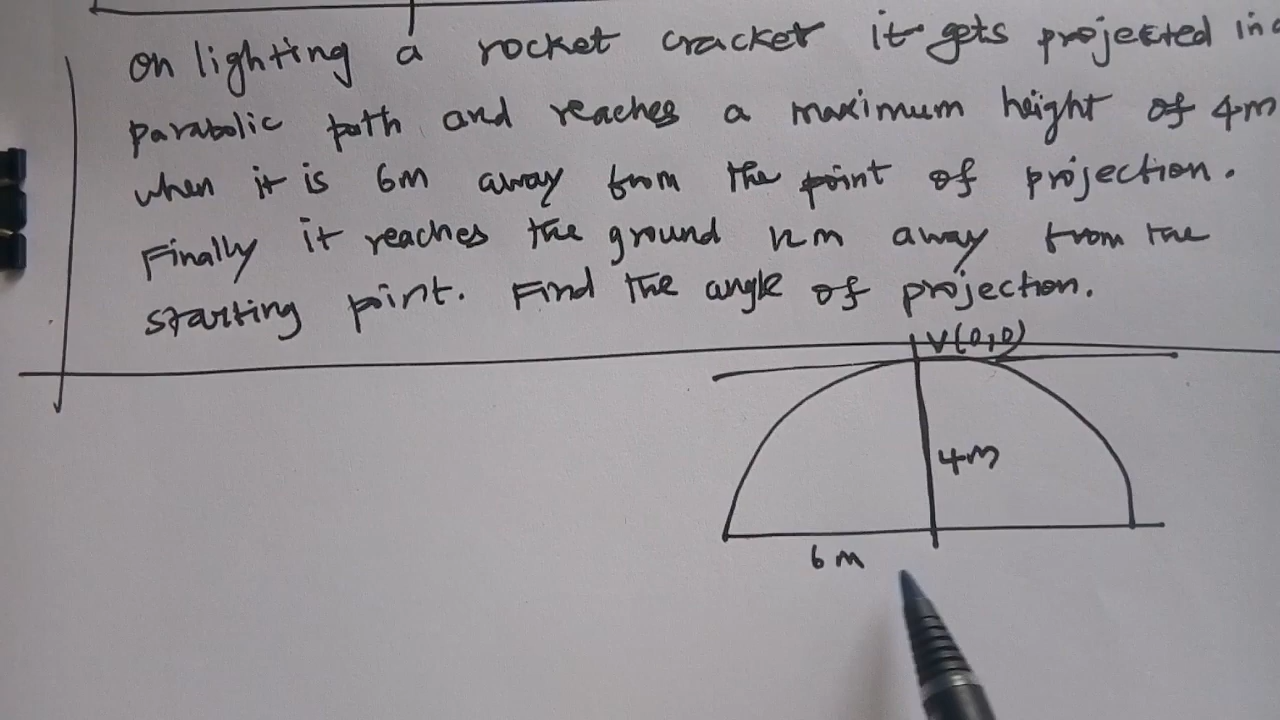 on lighting a rocket cracket it gets projected in a
parabolic path and reaches a maximum height of 4m
when it is 6m away from the point of projection.
Finally it reaches the ground 12m away from the
starting point. Find the angle of projection.
V(0,0)
4m
6m